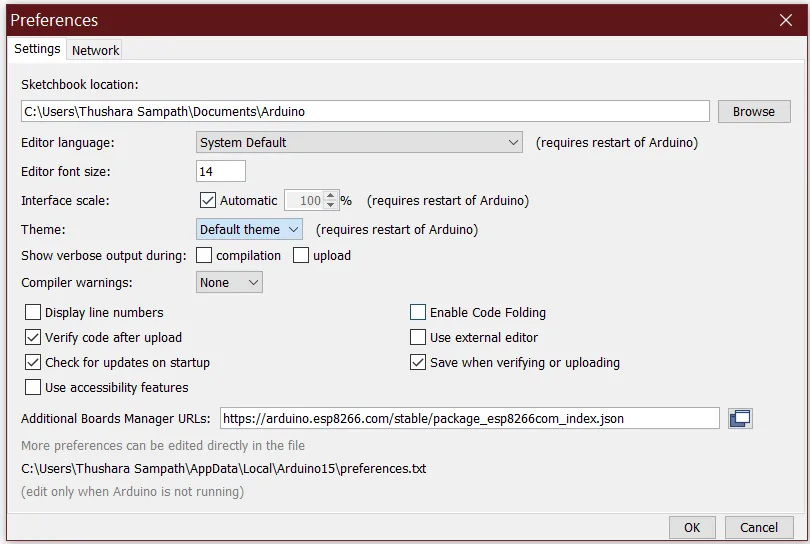 Preferences
Settings Network
Sketchbook location:
C:\Users\Thushara Sampath\Documents\Arduino Browse
Editor language: System Default (requires restart of Arduino)
Editor font size: 14
Interface scale: Automatic 100 % (requires restart of Arduino)
Theme: Default theme (requires restart of Arduino)
Show verbose output during: compilation upload
Compiler warnings: None
Display line numbers Enable Code Folding
Verify code after upload Use external editor
Check for updates on startup Save when verifying or uploading
Use accessibility features
Additional Boards Manager URLs: https://arduino.esp8266.com/stable/package_esp8266com_index.json
More preferences can be edited directly in the file
C:\Users\Thushara Sampath\AppData\Local\Arduino15\preferences.txt
(edit only when Arduino is not running)
OK Cancel